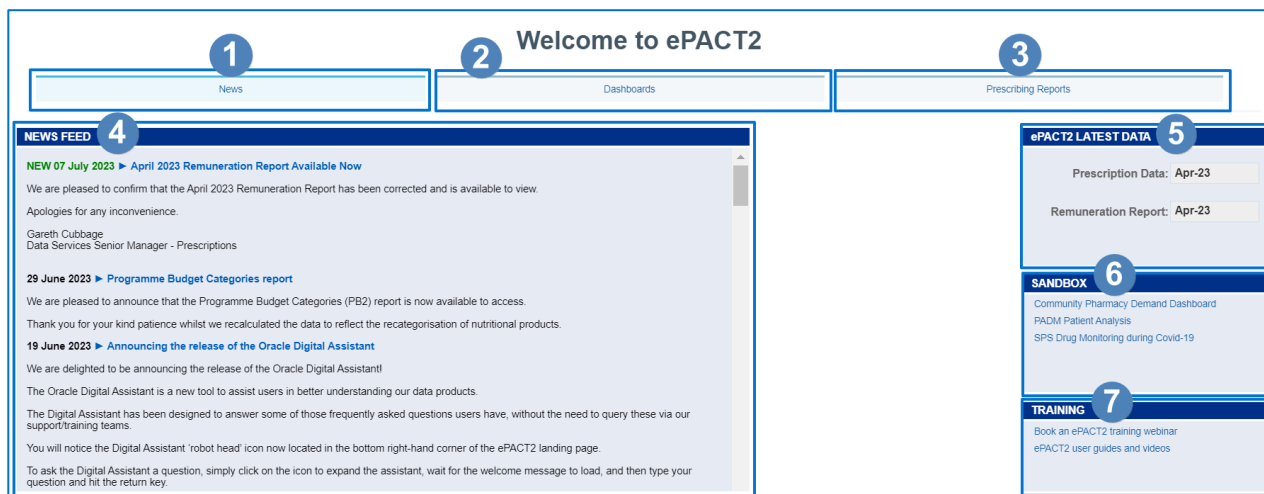 Welcome to ePACT2
1
2
3
News
Dashboards
Prescribing Reports
NEWS FEED
4
NEW 07 July 2023 ► April 2023 Remuneration Report Available Now
We are pleased to confirm that the April 2023 Remuneration Report has been corrected and is available to view.
Apologies for any inconvenience.
Gareth Cubbage
Data Services Senior Manager - Prescriptions
29 June 2023 ► Programme Budget Categories report
We are pleased to announce that the Programme Budget Categories (PB2) report is now available to access.
Thank you for your kind patience whilst we recalculated the data to reflect the recategorisation of nutritional products.
19 June 2023 ► Announcing the release of the Oracle Digital Assistant
We are delighted to be announcing the release of the Oracle Digital Assistant!
The Oracle Digital Assistant is a new tool to assist users in better understanding our data products.
The Digital Assistant has been designed to answer some of those frequently asked questions users have, without the need to query these via our
support/training teams.
You will notice the Digital Assistant 'robot head' icon now located in the bottom right-hand corner of the ePACT2 landing page.
To ask the Digital Assistant a question, simply click on the icon to expand the assistant, wait for the welcome message to load, and then type your
question and hit the return key.
ePACT2 LATEST DATA
5
Prescription Data: Apr-23
Remuneration Report: Apr-23
SANDBOX
6
Community Pharmacy Demand Dashboard
PADM Patient Analysis
SPS Drug Monitoring during Covid-19
TRAINING
7
Book an ePACT2 training webinar
ePACT2 user guides and videos